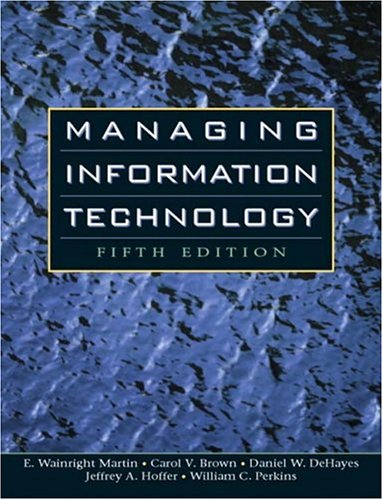 MANAGING
INFORMATION
TECHNOLOGY
FIFTH EDITION
E. Wainright Martin • Carol V. Brown • Daniel W. DeHayes
Jeffrey A. Hoffer • William C. Perkins